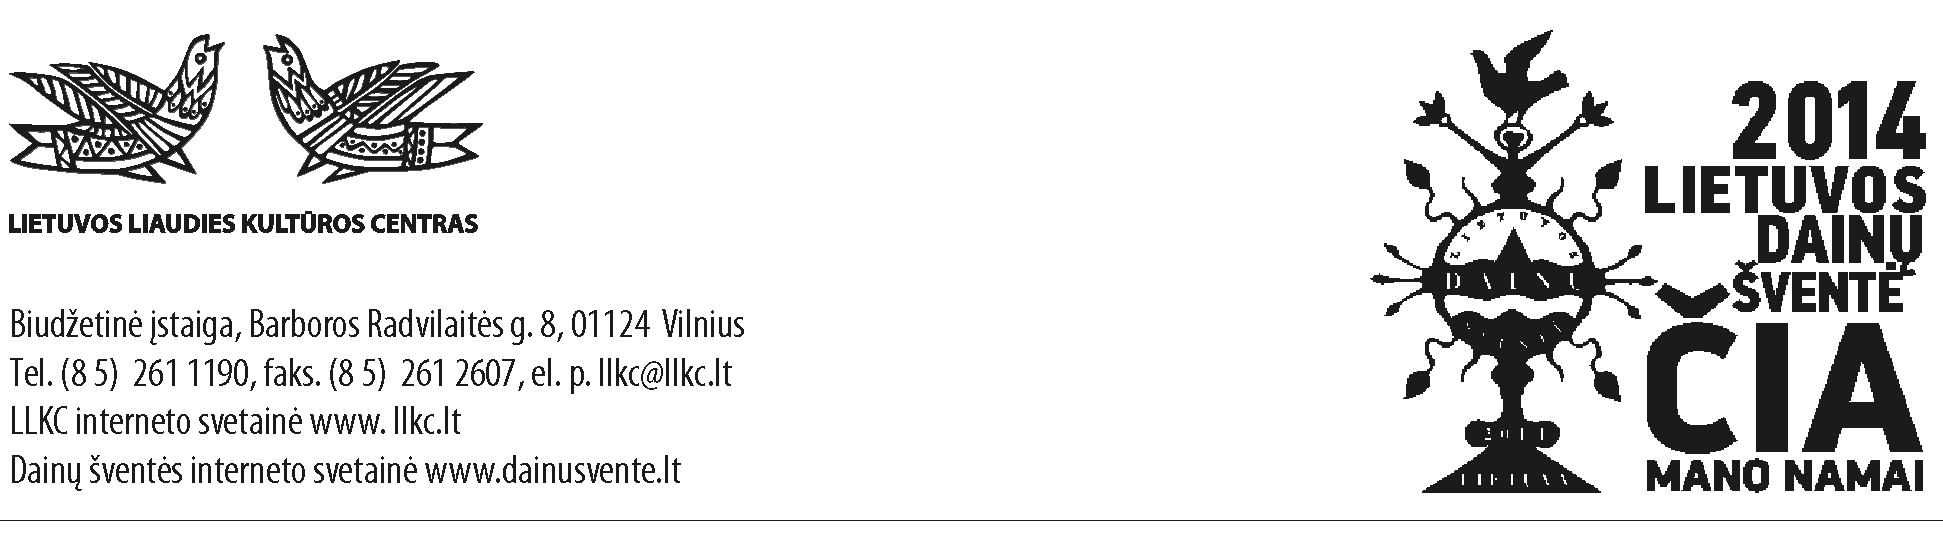 LIETUVOS LIAUDIES KULTŪROS CENTRAS
Biudžetinė įstaiga, Barboros Radvilaitės g. 8, 01124 Vilnius
Tel. (8 5) 261 1190, faks. (8 5) 261 2607, el. p. llkc@llkc.lt
LLKC interneto svetainė www. llkc.lt
Dainų šventės interneto svetainė www.dainusvente.lt
LIETUVOS
DAINŲ
2014
LIETUVOS
DAINŲ
ŠVENTĖ
ČIA
MANO NAMAI